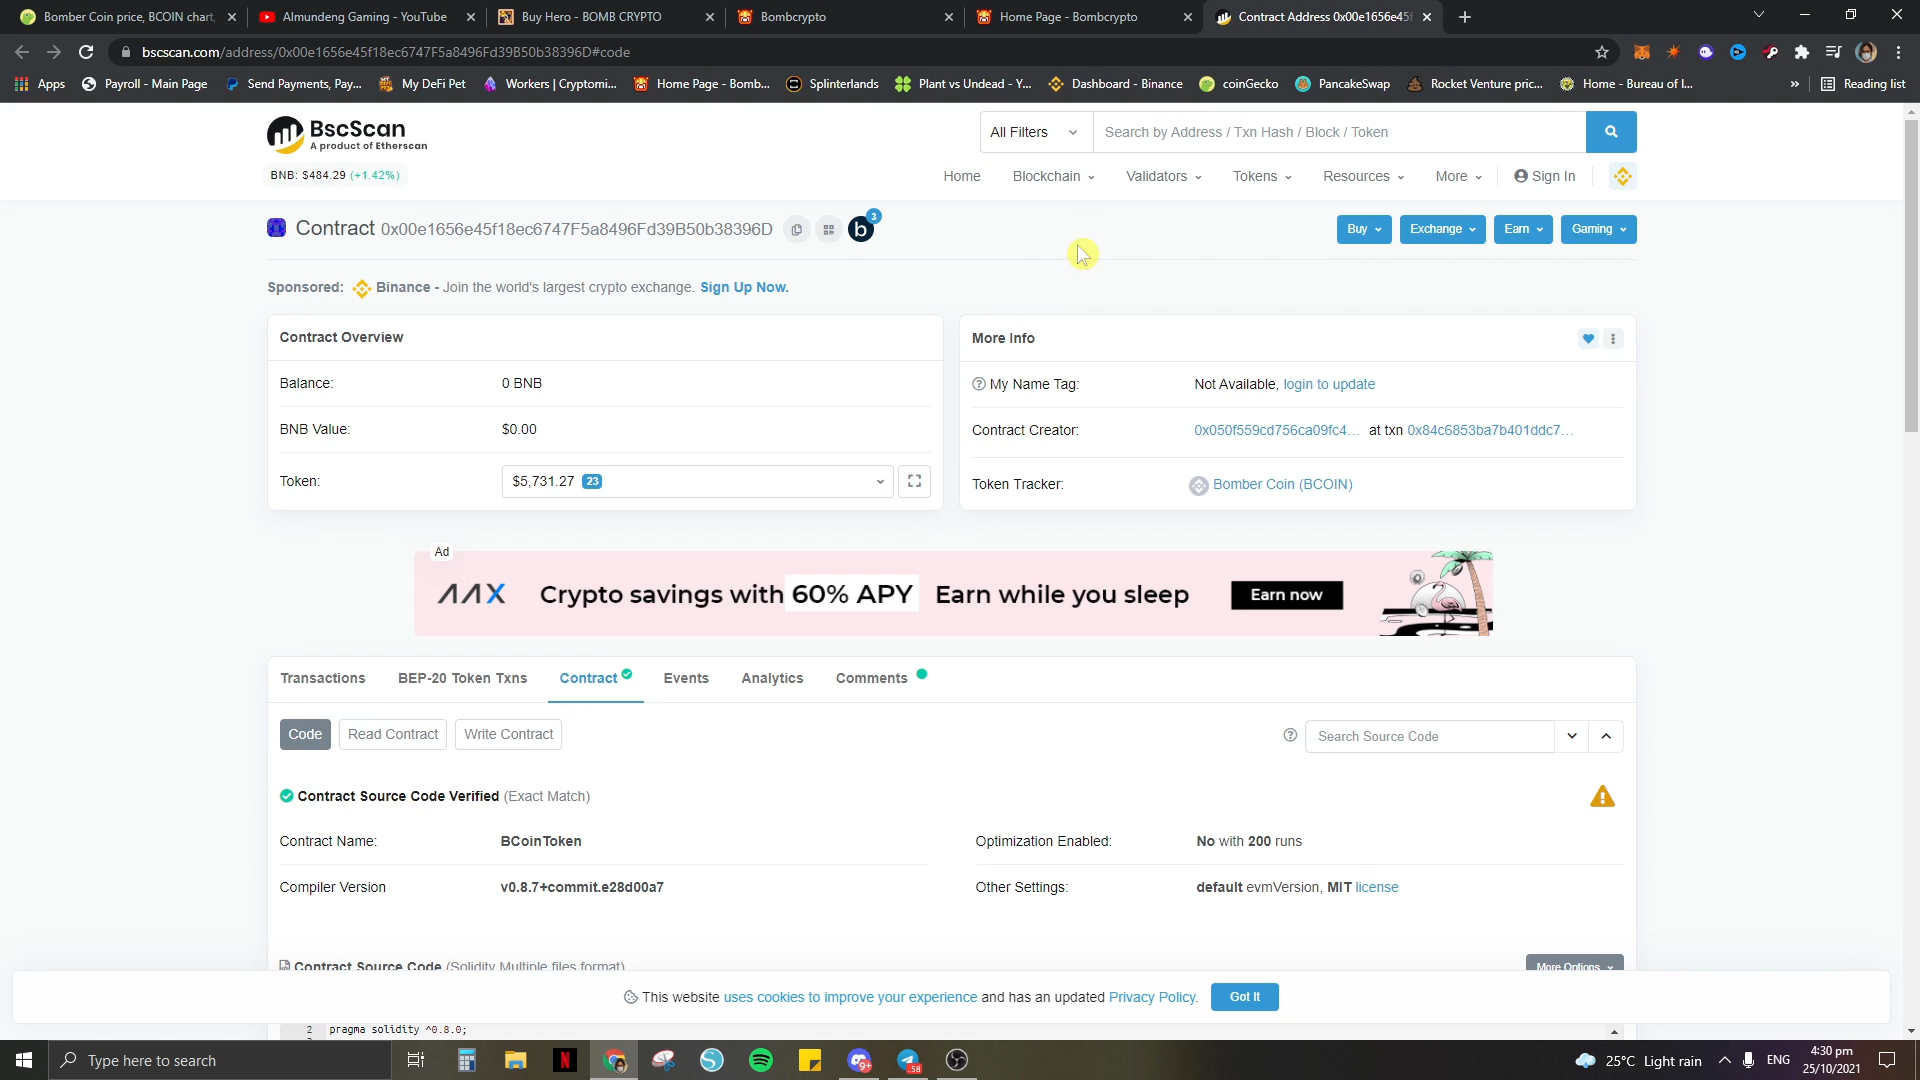 Bomber Coin price, BCOIN chart,
Almundeng Gaming - YouTube
Buy Hero - BOMB CRYPTO
Bombcrypto
Home Page - Bombcrypto
Contract Address 0x00e1656e45f
bscscan.com/address/0x00e1656e45f18ec6747F5a8496Fd39B50b38396D#code
Apps
Payroll - Main Page
Send Payments, Pay...
My DeFi Pet
Workers | Cryptomi...
Home Page - Bomb...
Splinterlands
Plant vs Undead - Y...
Dashboard - Binance
coinGecko
PancakeSwap
Rocket Venture pric...
Home - Bureau of I...
»
Reading list
BscScan
A product of Etherscan
All Filters
Search by Address / Txn Hash / Block / Token
BNB: $484.29 (+1.42%)
Home
Blockchain
Validators
Tokens
Resources
More
Sign In
Contract 0x00e1656e45f18ec6747F5a8496Fd39B50b38396D
b
3
Buy
Exchange
Earn
Gaming
Sponsored: Binance - Join the world's largest crypto exchange. Sign Up Now.
Contract Overview
Balance: 0 BNB
BNB Value: $0.00
Token: $5,731.27 23
More Info
My Name Tag: Not Available, login to update
Contract Creator: 0x050f559cd756ca09fc4... at txn 0x84c6853ba7b401ddc7...
Token Tracker: Bomber Coin (BCOIN)
Ad
AAX
Crypto savings with 60% APY Earn while you sleep
Earn now
Transactions
BEP-20 Token Txns
Contract
Events
Analytics
Comments
Code
Read Contract
Write Contract
Search Source Code
Contract Source Code Verified (Exact Match)
Contract Name: BCoinToken
Optimization Enabled: No with 200 runs
Compiler Version v0.8.7+commit.e28d00a7
Other Settings: default evmVersion, MIT license
Contract Source Code (Solidity Multiple files format)
More Options
This website uses cookies to improve your experience and has an updated Privacy Policy.
Got It
2 pragma solidity ^0.8.0;
Type here to search
N
S
9+
58
25°C Light rain
ENG
4:30 pm
25/10/2021